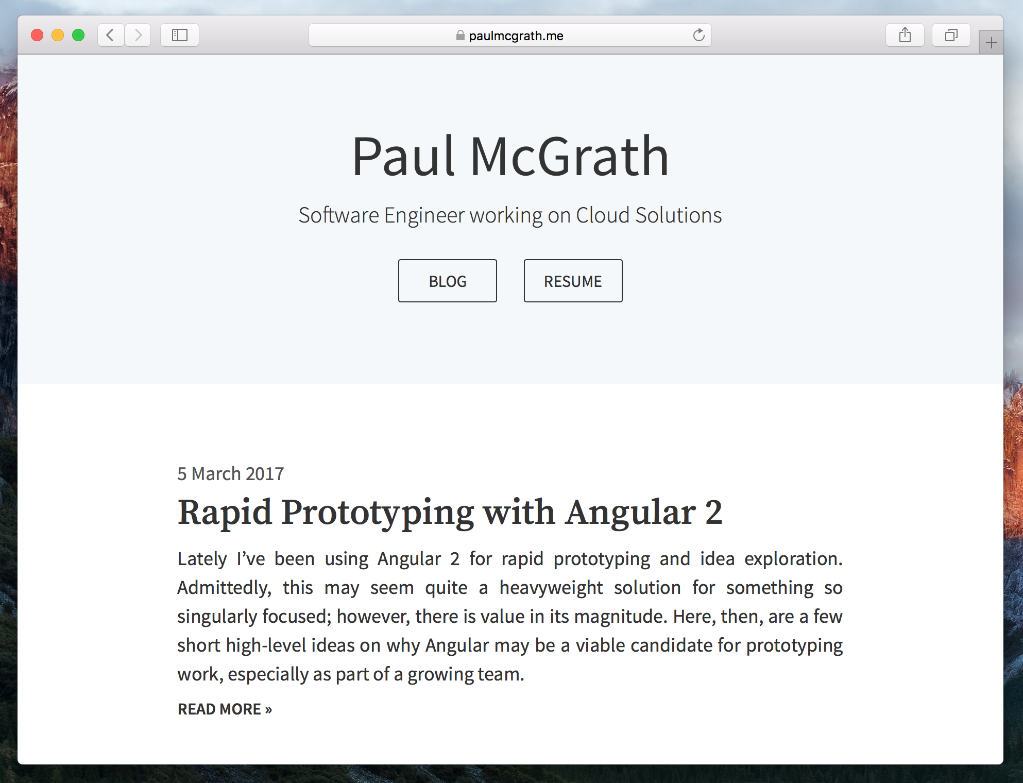 paulmcgrath.me
Paul McGrath
Software Engineer working on Cloud Solutions
BLOG
RESUME
5 March 2017
Rapid Prototyping with Angular 2
Lately I’ve been using Angular 2 for rapid prototyping and idea exploration.
Admittedly, this may seem quite a heavyweight solution for something so
singularly focused; however, there is value in its magnitude. Here, then, are a few
short high-level ideas on why Angular may be a viable candidate for prototyping
work, especially as part of a growing team.
READ MORE »